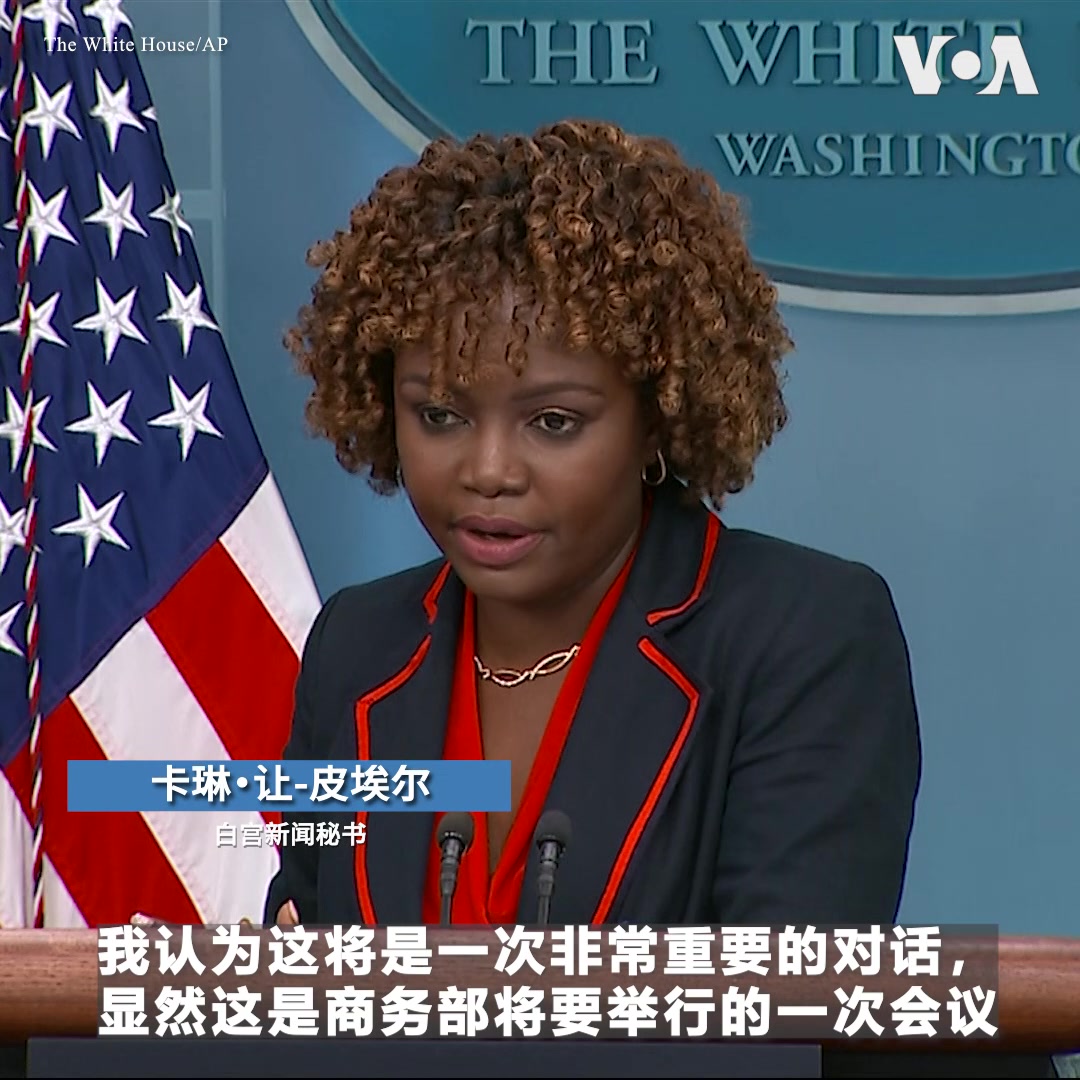 The White House/AP
VOA
THE WHIT
WASHINGT
卡琳•让-皮埃尔
白宫新闻秘书
我认为这将是一次非常重要的对话，
显然这是商务部将要举行的一次会议